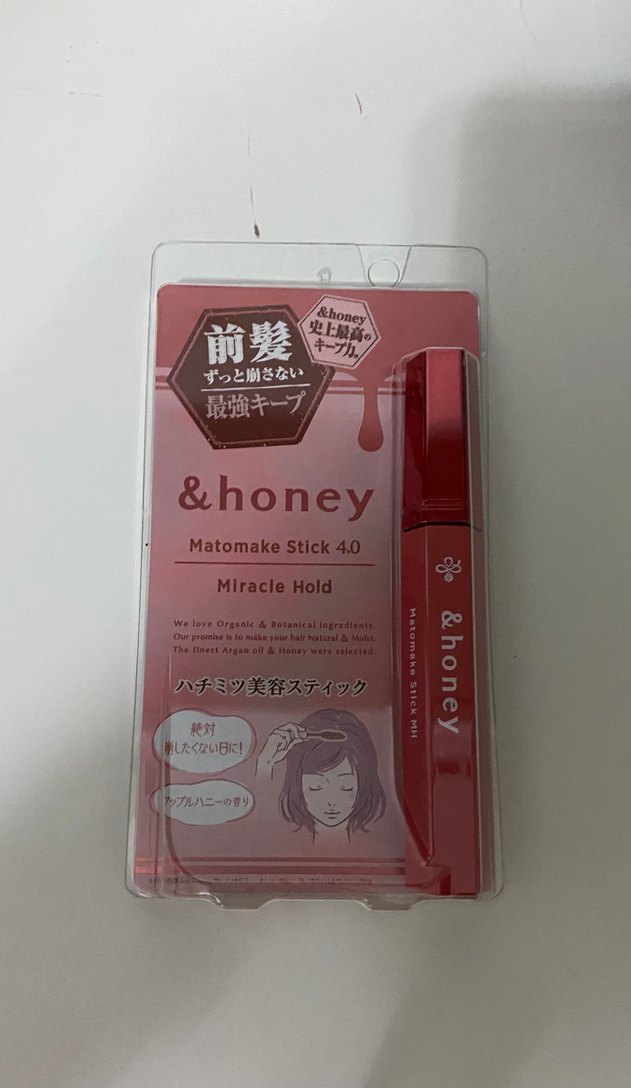 前髪
ずっと崩さない
最強キープ
&honey
史上最高の
キープ力。
&honey
Matomake Stick 4.0
Miracle Hold
We love Organic & Botanical ingredients.
Our promise is to make your hair Natural & Moist.
The finest Argan oil & Honey were selected.
ハチミツ美容スティック
絶対
崩したくない日に!
アップルハニーの香り
&honey
Matomake Stick MH